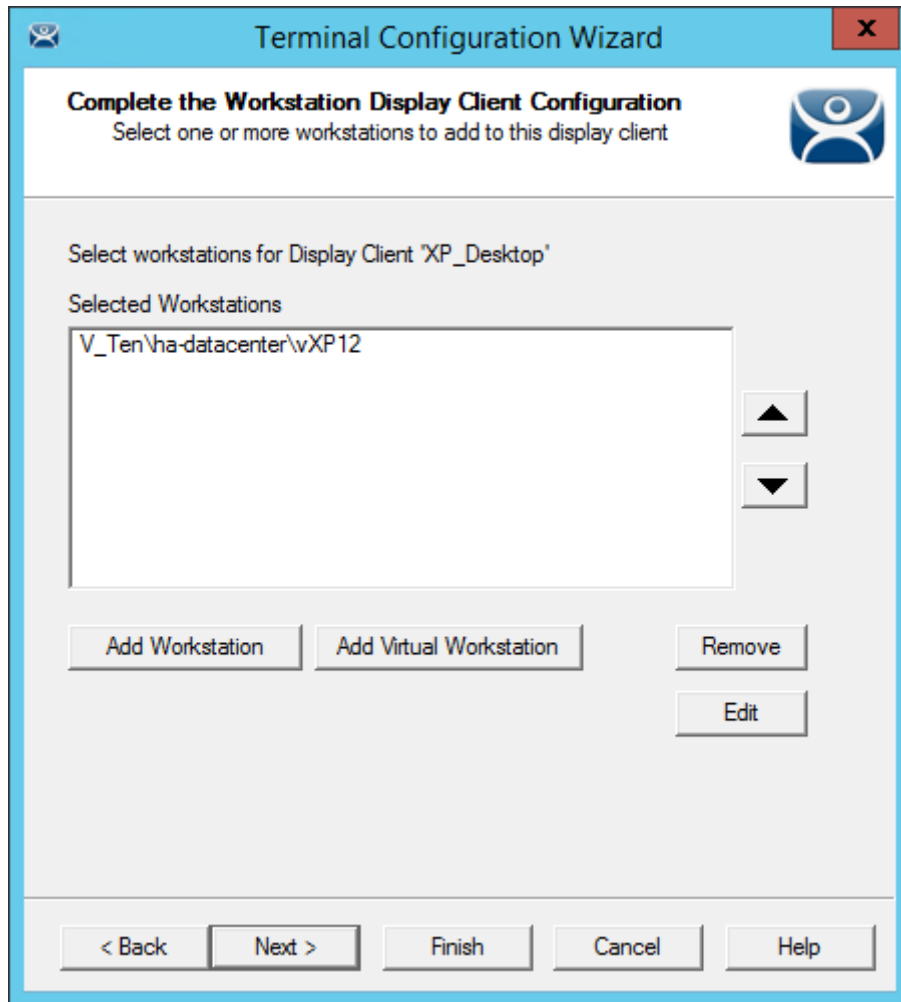 Terminal Configuration Wizard
x
Complete the Workstation Display Client Configuration
Select one or more workstations to add to this display client
Select workstations for Display Client 'XP_Desktop'
Selected Workstations
V_Ten\ha-datacenter\vXP12
Add Workstation
Add Virtual Workstation
Remove
Edit
< Back
Next >
Finish
Cancel
Help